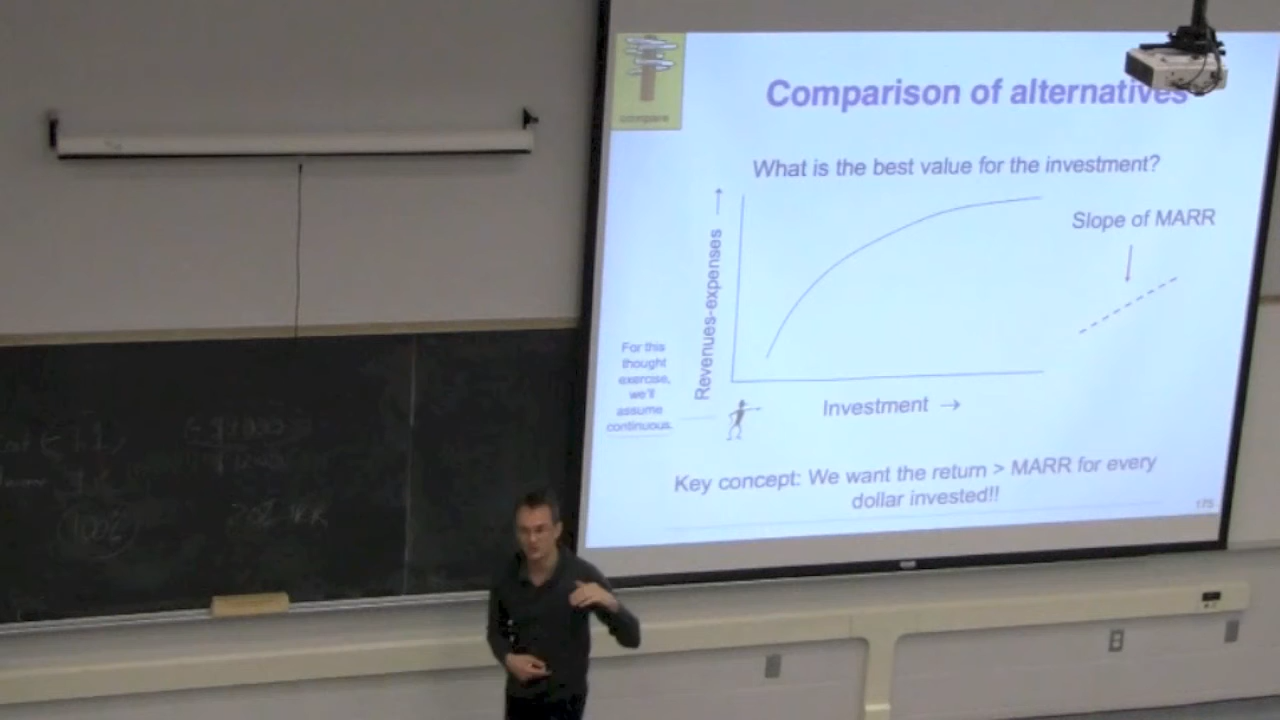 compare
Comparison of alternatives
What is the best value for the investment?
Slope of MARR
Revenues-expenses →
For this
thought
exercise,
we'll
assume
continuous.
Investment →
Key concept: We want the return > MARR for every
dollar invested!!
175
100%